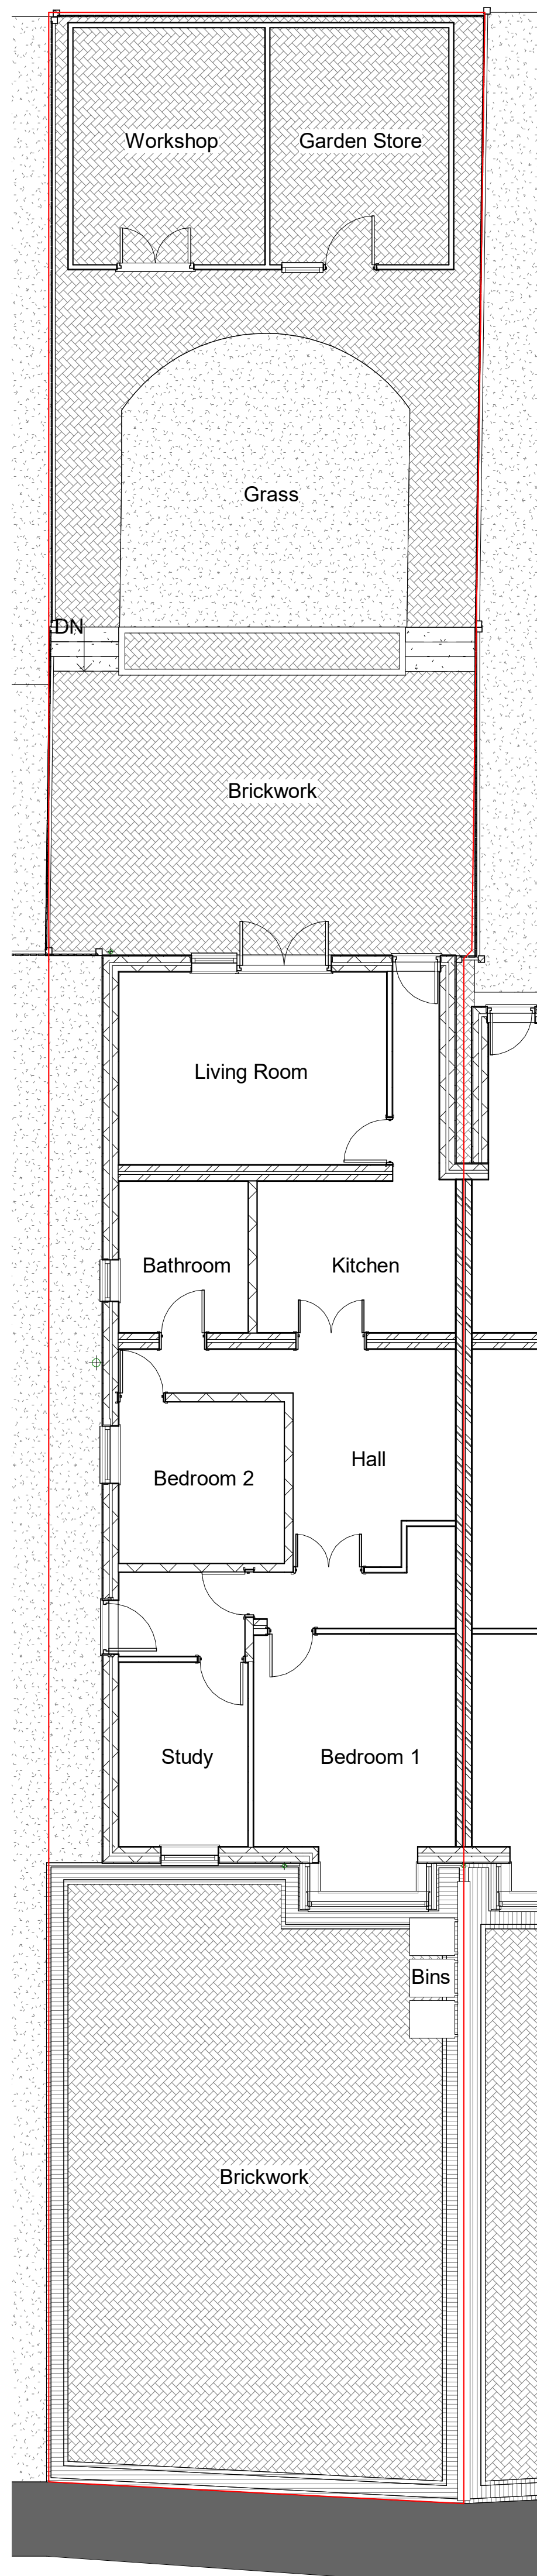 Workshop
Garden Store
Grass
DN
Brickwork
Living Room
Bathroom
Kitchen
Hall
Bedroom 2
Study
Bedroom 1
Bins
Brickwork